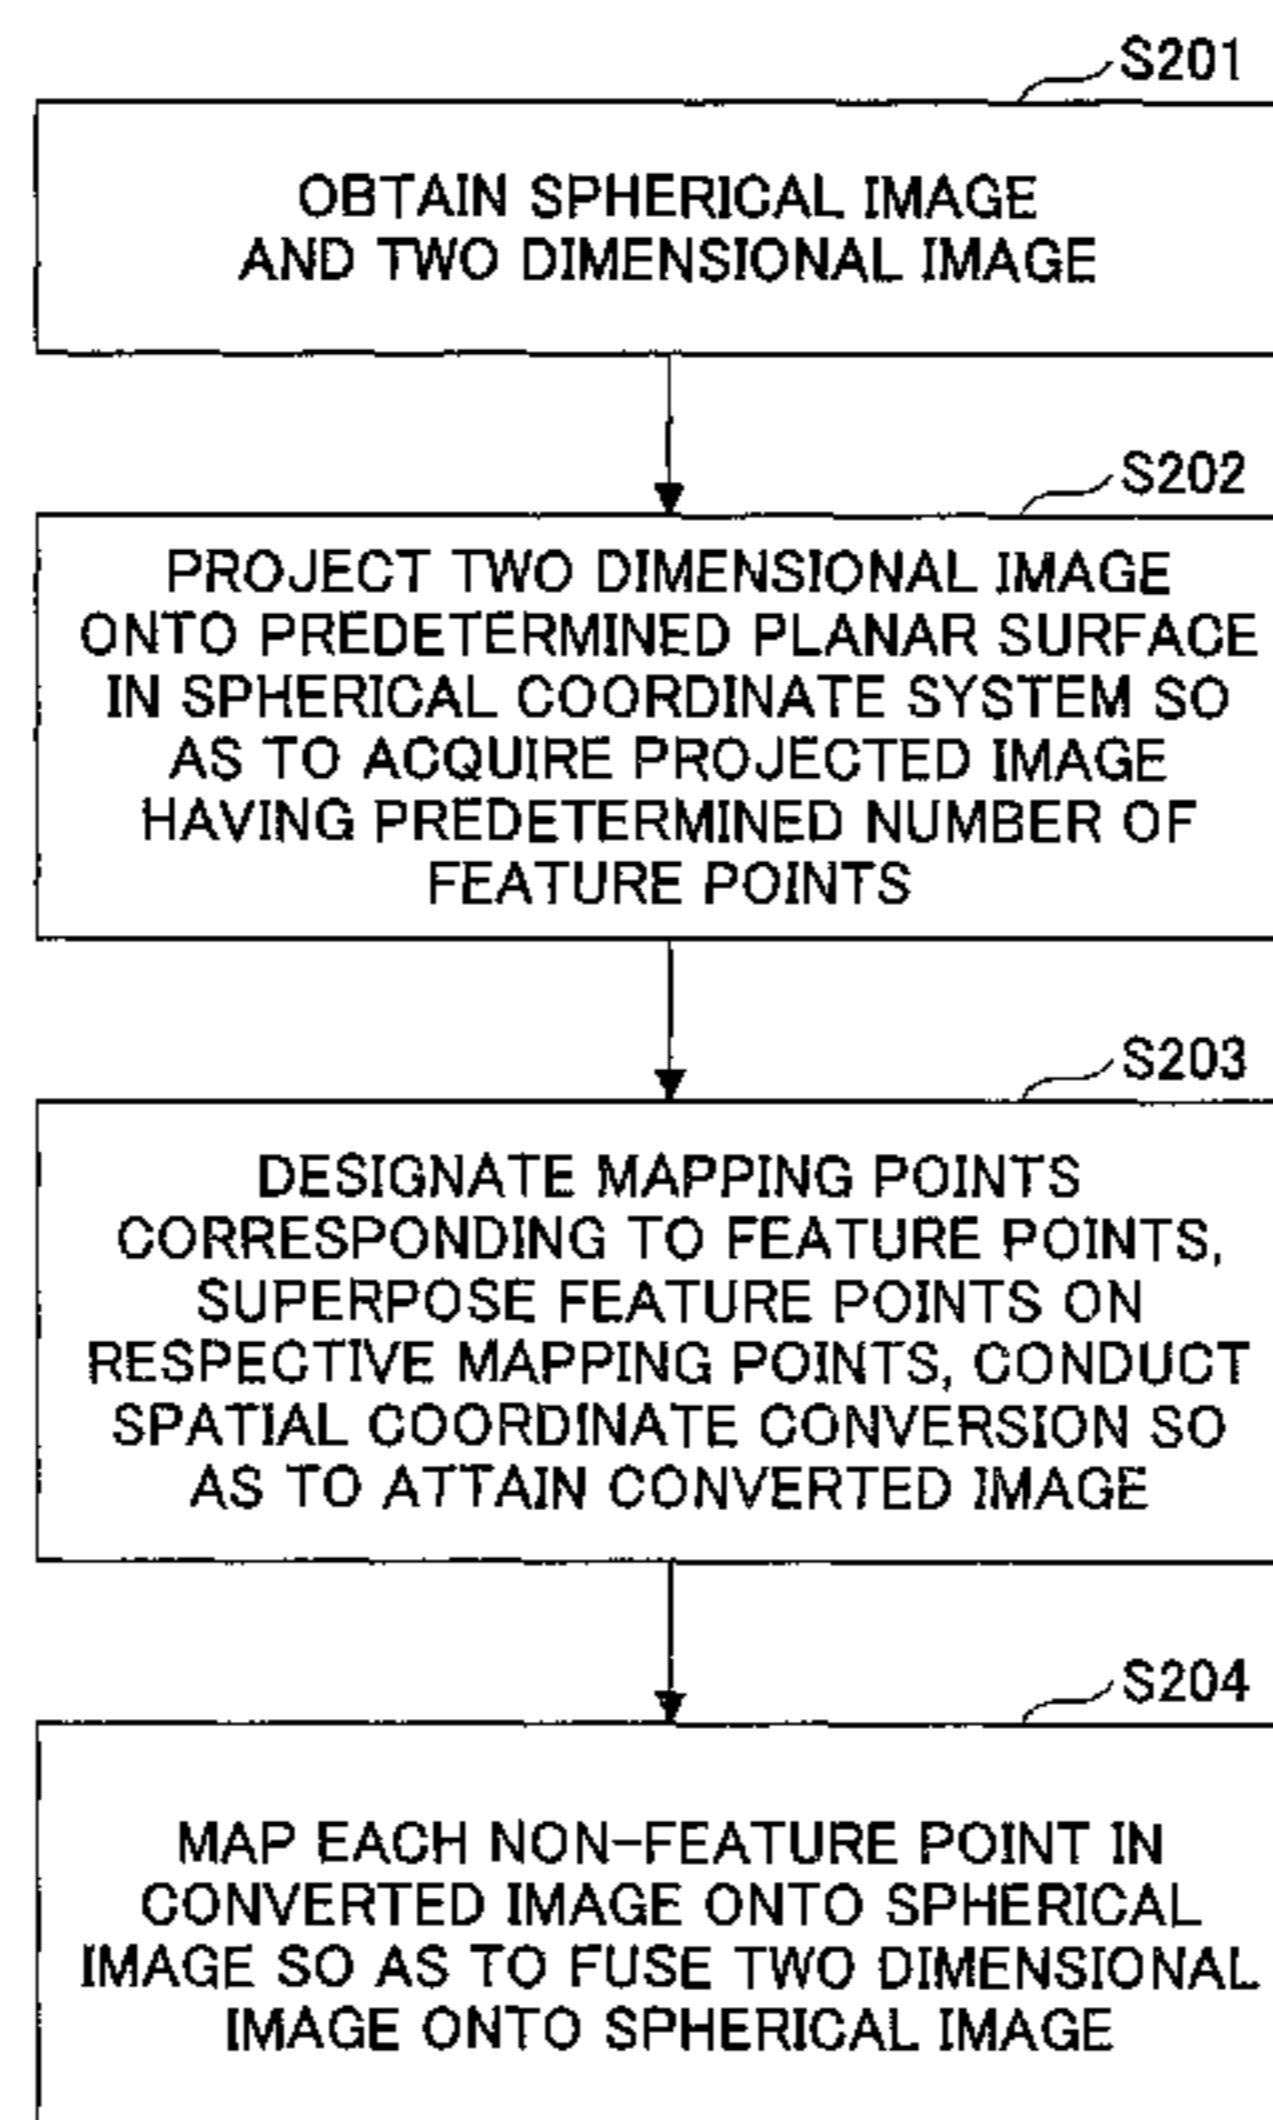 S201
OBTAIN SPHERICAL IMAGE
AND TWO DIMENSIONAL IMAGE
S202
PROJECT TWO DIMENSIONAL IMAGE
ONTO PREDETERMINED PLANAR SURFACE
IN SPHERICAL COORDINATE SYSTEM SO
AS TO ACQUIRE PROJECTED IMAGE
HAVING PREDETERMINED NUMBER OF
FEATURE POINTS
S203
DESIGNATE MAPPING POINTS
CORRESPONDING TO FEATURE POINTS,
SUPERPOSE FEATURE POINTS ON
RESPECTIVE MAPPING POINTS, CONDUCT
SPATIAL COORDINATE CONVERSION SO
AS TO ATTAIN CONVERTED IMAGE
S204
MAP EACH NON-FEATURE POINT IN
CONVERTED IMAGE ONTO SPHERICAL
IMAGE SO AS TO FUSE TWO DIMENSIONAL
IMAGE ONTO SPHERICAL IMAGE